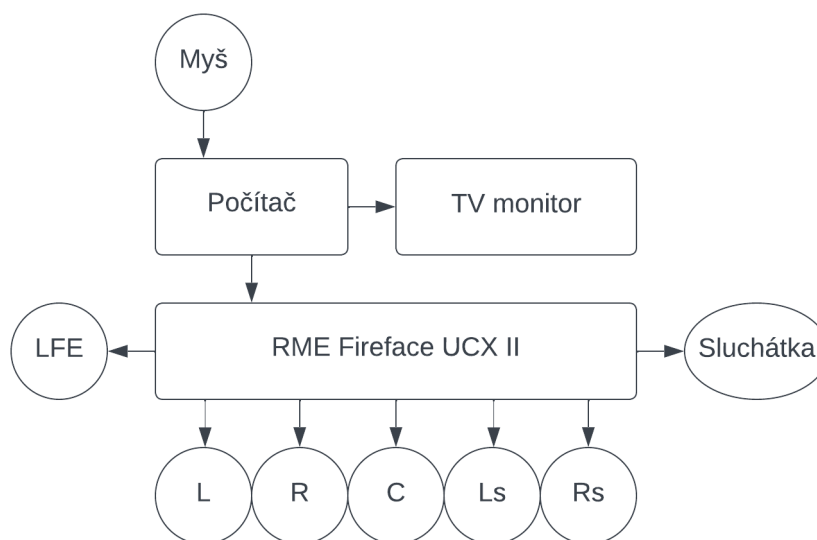 Myš
Počítač
TV monitor
LFE
RME Fireface UCX II
Sluchátka
L
R
C
Ls
Rs